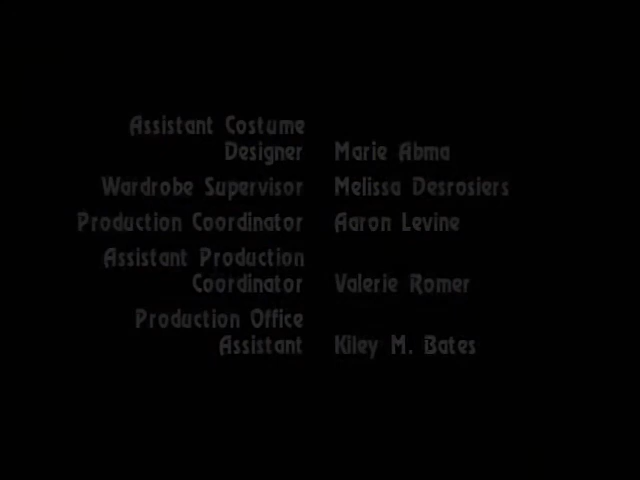 Assistant Costume
Designer Marie Abma
Wardrobe Supervisor Melissa Desrosiers
Production Coordinator Aaron Levine
Assistant Production
Coordinator Valerie Romer
Production Office
Assistant Kiley M. Bates